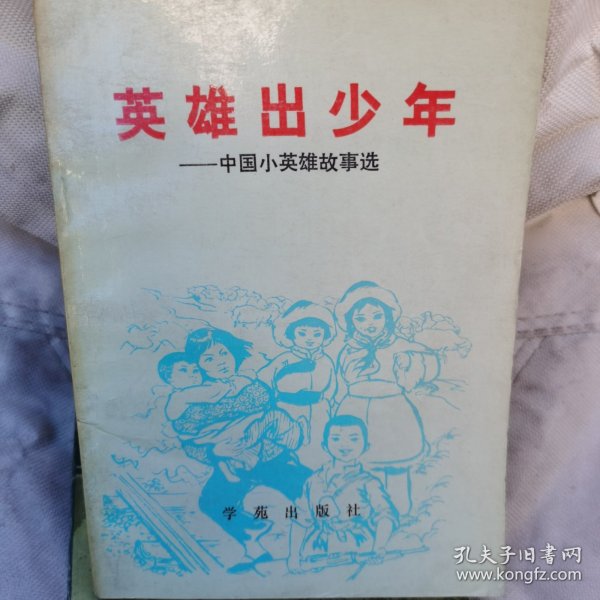 英雄出少年
——中国小英雄故事选
学苑出版社
孔夫子旧书网
www.kongfz.com